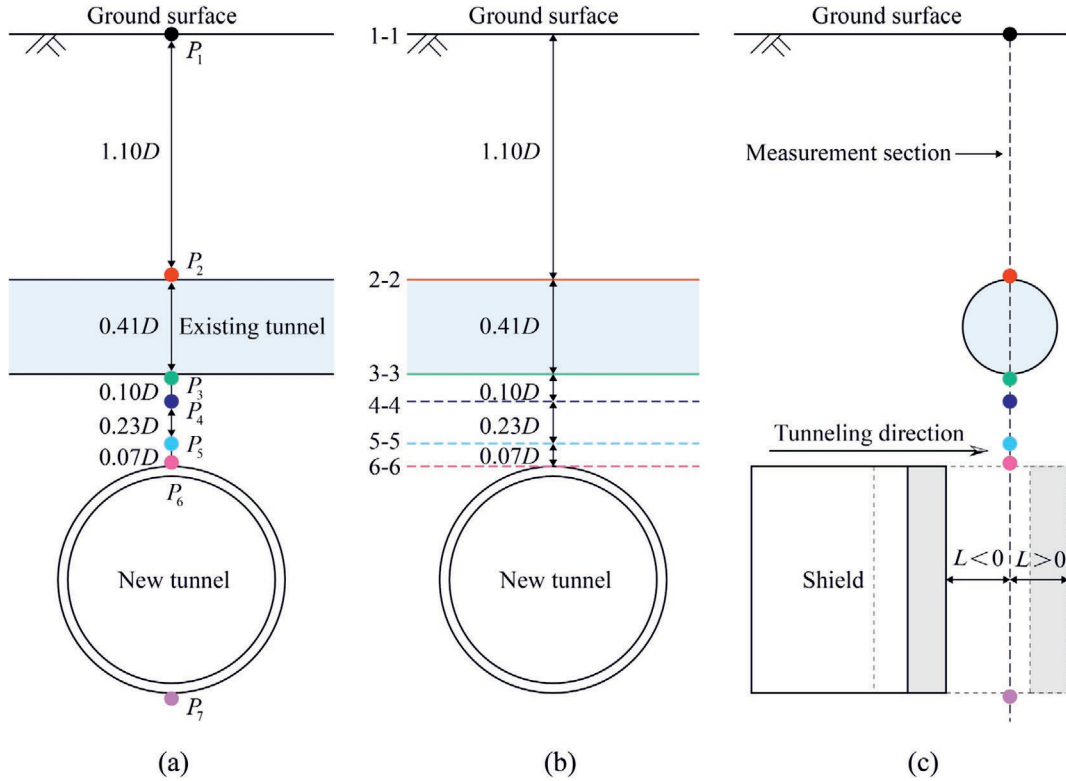 Ground surface
P1
1.10D
P2
0.41D Existing tunnel
P3
0.10D
P4
0.23D
P5
0.07D
P6
New tunnel
P7
(a)
Ground surface
1-1
1.10D
2-2
0.41D
3-3
0.10D
4-4
0.23D
5-5
0.07D
6-6
New tunnel
(b)
Ground surface
Measurement section
Tunneling direction
L<0 L>0
Shield
(c)